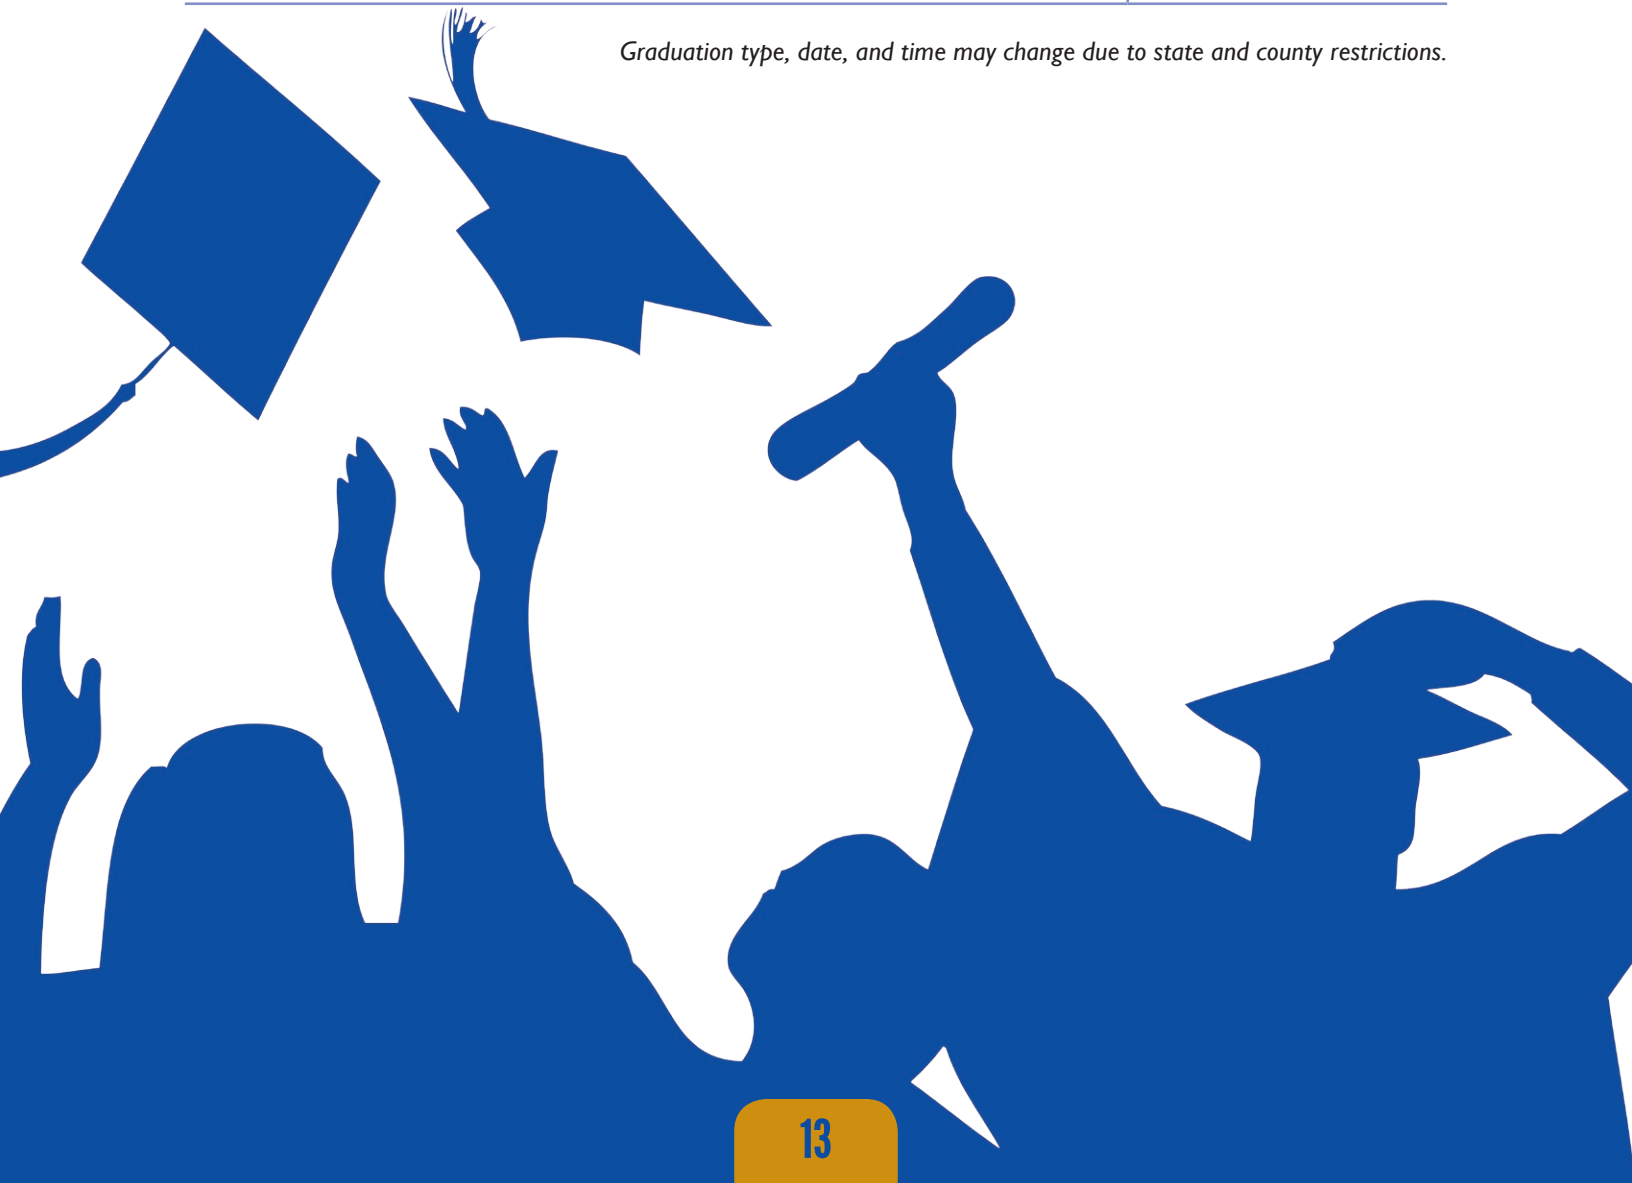 Graduation type, date, and time may change due to state and county restrictions.
13